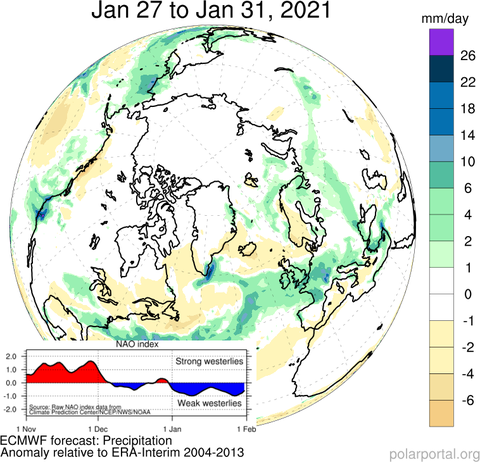 Jan 27 to Jan 31, 2021
mm/day
26
22
18
14
10
6
4
2
1
0
-1
-2
-4
-6
NAO index
2.0
1.0
0.0
-1.0
-2.0
Strong westerlies
Weak westerlies
Source: Raw NAO index data from
Climate Prediction Center/NCEP/NWS/NOAA
1 Nov 1 Dec 1 Jan 1 Feb
ECMWF forecast: Precipitation
Anomaly relative to ERA-Interim 2004-2013
polarportal.org